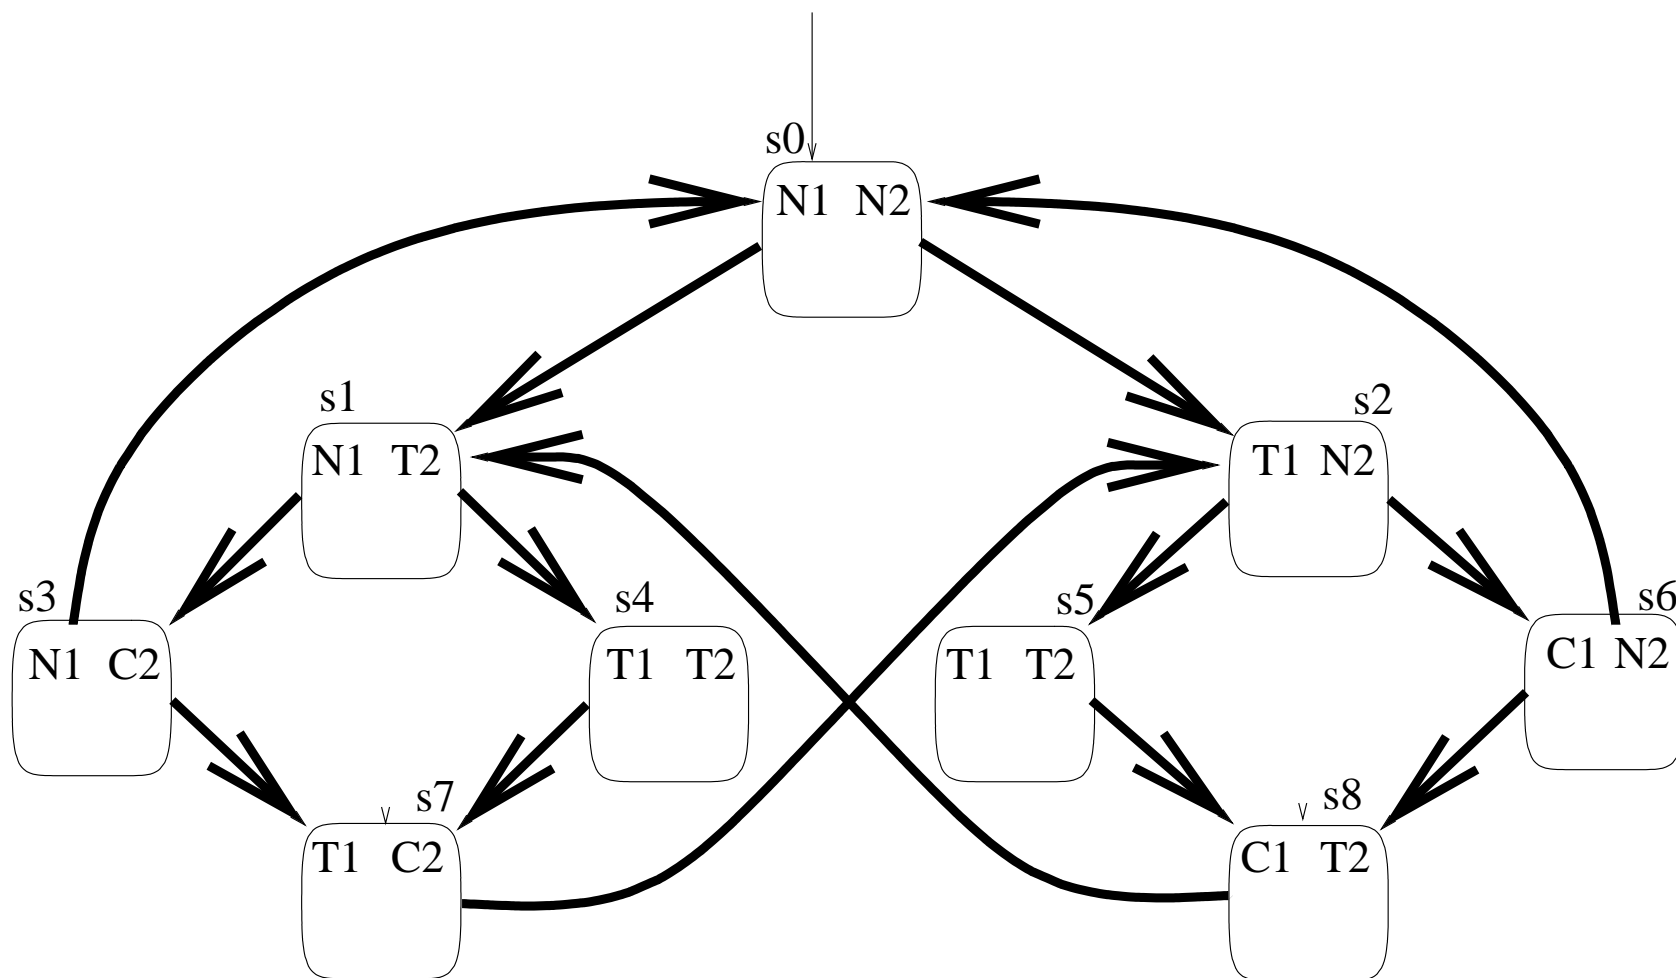 s0
N1 N2
s1
s2
N1 T2
T1 N2
s3
s4
s5
s6
N1 C2
T1 T2
T1 T2
C1 N2
s7
s8
T1 C2
C1 T2